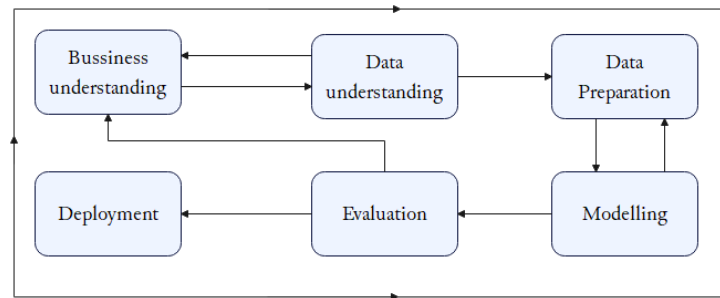 Bussiness
understanding
Data
understanding
Data
Preparation
Deployment
Evaluation
Modelling